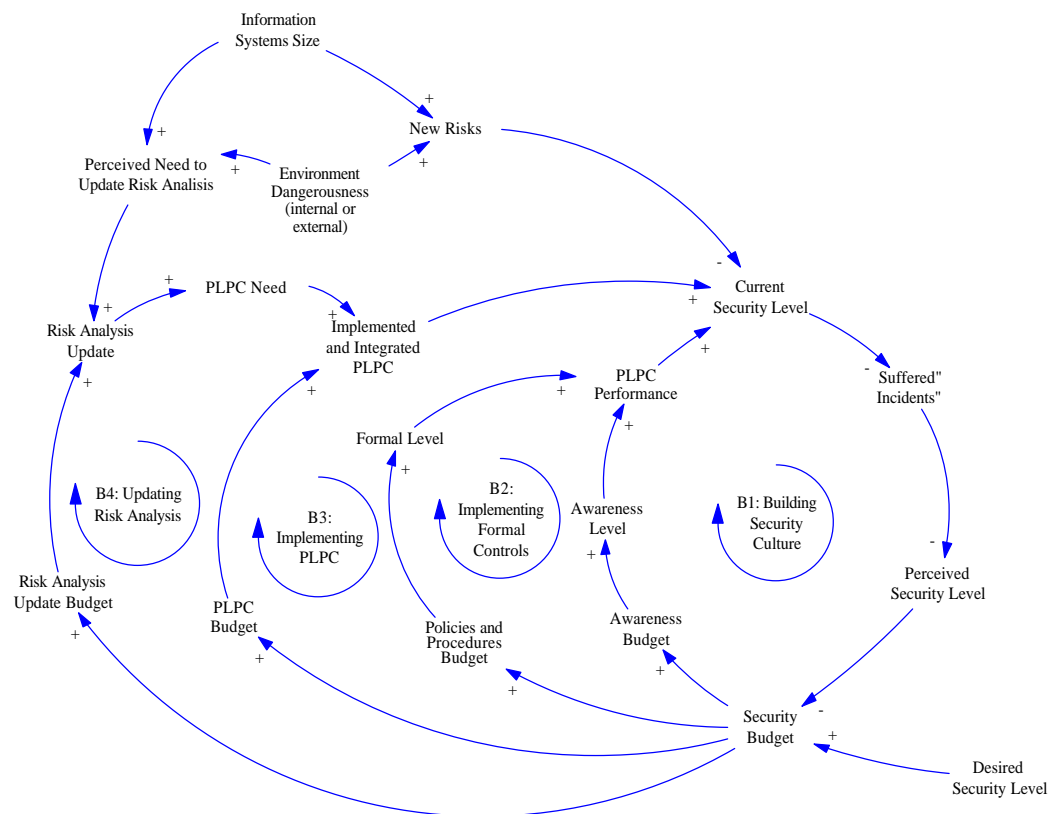 Information
Systems Size
+
+
New Risks
+
+
Perceived Need to
Update Risk Analisis
Environment
Dangerousness
(internal or
external)
-
+
+
PLPC Need
Current
Security Level
+
+
Risk Analysis
Update
+
Implemented
and Integrated
PLPC
+
+
+
PLPC
Performance
-
Suffered"
Incidents"
+
Formal Level
+
B4: Updating
Risk Analysis
B3:
Implementing
PLPC
B2:
Implementing
Formal
Controls
Awareness
Level
B1: Building
Security
Culture
+
-
Risk Analysis
Update Budget
PLPC
Budget
Policies and
Procedures
Budget
Awareness
Budget
Perceived
Security Level
+
+
+
+
-
Security
Budget
+
Desired
Security Level